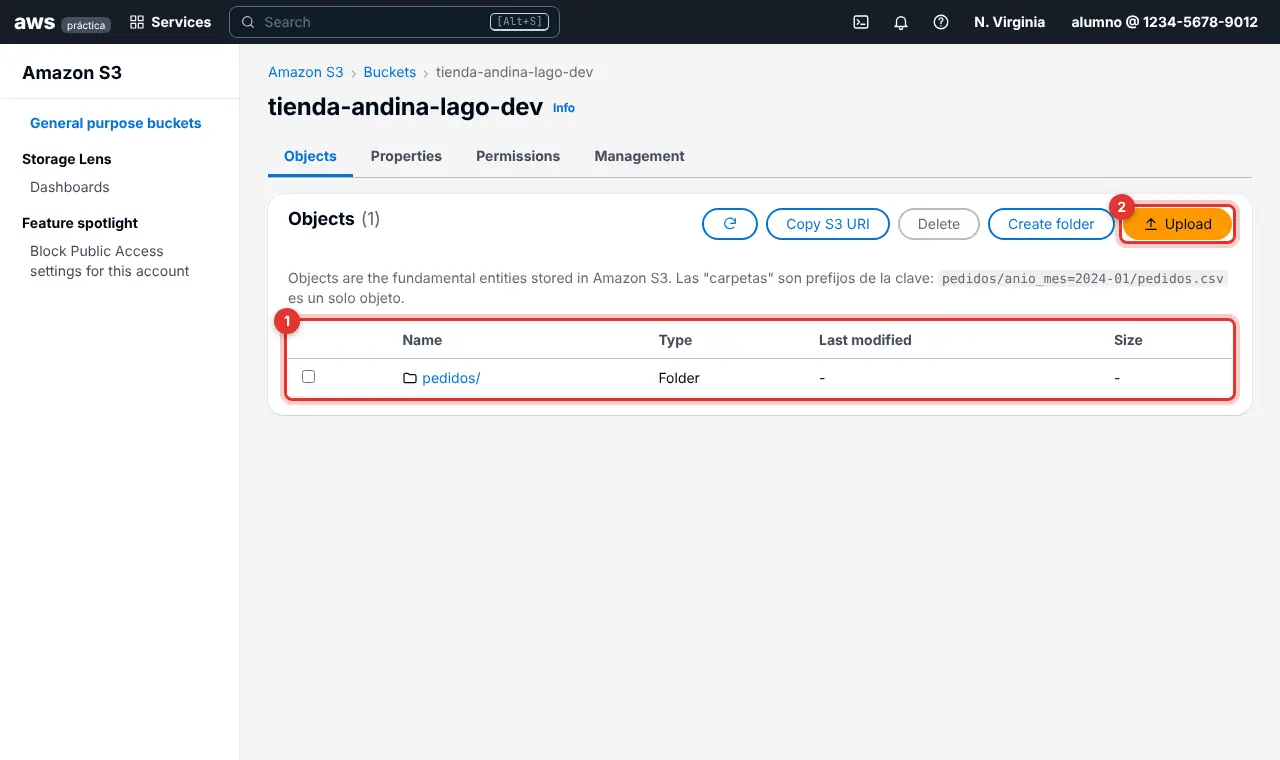 aws práctica Services Search [Alt+S] N. Virginia alumno @ 1234-5678-9012
Amazon S3
General purpose buckets
Storage Lens
Dashboards
Feature spotlight
Block Public Access
settings for this account
Amazon S3 › Buckets › tienda-andina-lago-dev
tienda-andina-lago-dev Info
Objects Properties Permissions Management
Objects (1) Copy S3 URI Delete Create folder 2 Upload
Objects are the fundamental entities stored in Amazon S3. Las "carpetas" son prefijos de la clave: pedidos/anio_mes=2024-01/pedidos.csv
es un solo objeto.
1
Name Type Last modified Size
pedidos/ Folder - -